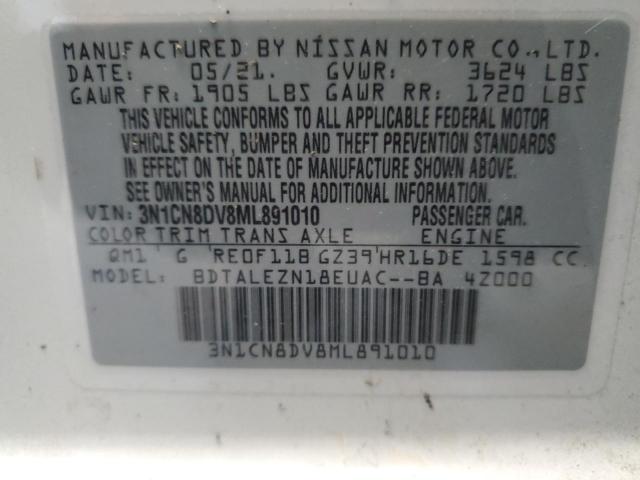 MANUFACTURED BY NISSAN MOTOR CO., LTD.
DATE: 05/21. GVWR: 3624 LBS
GAWR FR: 1905 LBS GAWR RR: 1720 LBS
THIS VEHICLE CONFORMS TO ALL APPLICABLE FEDERAL MOTOR
VEHICLE SAFETY, BUMPER AND THEFT PREVENTION STANDARDS
IN EFFECT ON THE DATE OF MANUFACTURE SHOWN ABOVE.
SEE OWNER'S MANUAL FOR ADDITIONAL INFORMATION.
VIN: 3N1CN8DV8ML891010 PASSENGER CAR.
COLOR TRIM TRANS AXLE ENGINE
QM1' G 'RE0F11B GZ39'HR16DE 1598 CC
MODEL: BDTALEZN18EUAC--BA 4Z000
3N1CN8DV8ML891010